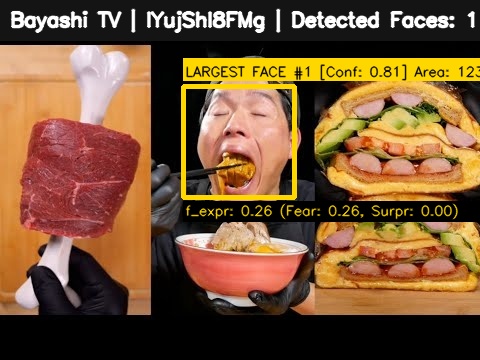 Bayashi TV | IYujShI8FMg | Detected Faces: 1
LARGEST FACE #1 [Conf: 0.81] Area: 123
f_expr: 0.26 (Fear: 0.26, Surpr: 0.00)